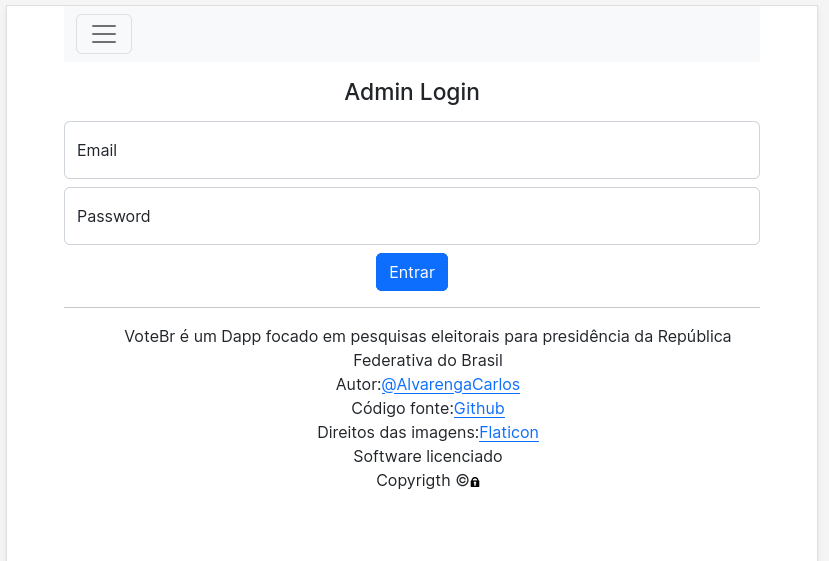 Admin Login
Email
Password
Entrar
VoteBr é um Dapp focado em pesquisas eleitorais para presidência da República
Federativa do Brasil
Autor:@AlvarengaCarlos
Código fonte:Github
Direitos das imagens:Flaticon
Software licenciado
Copyrigth ©